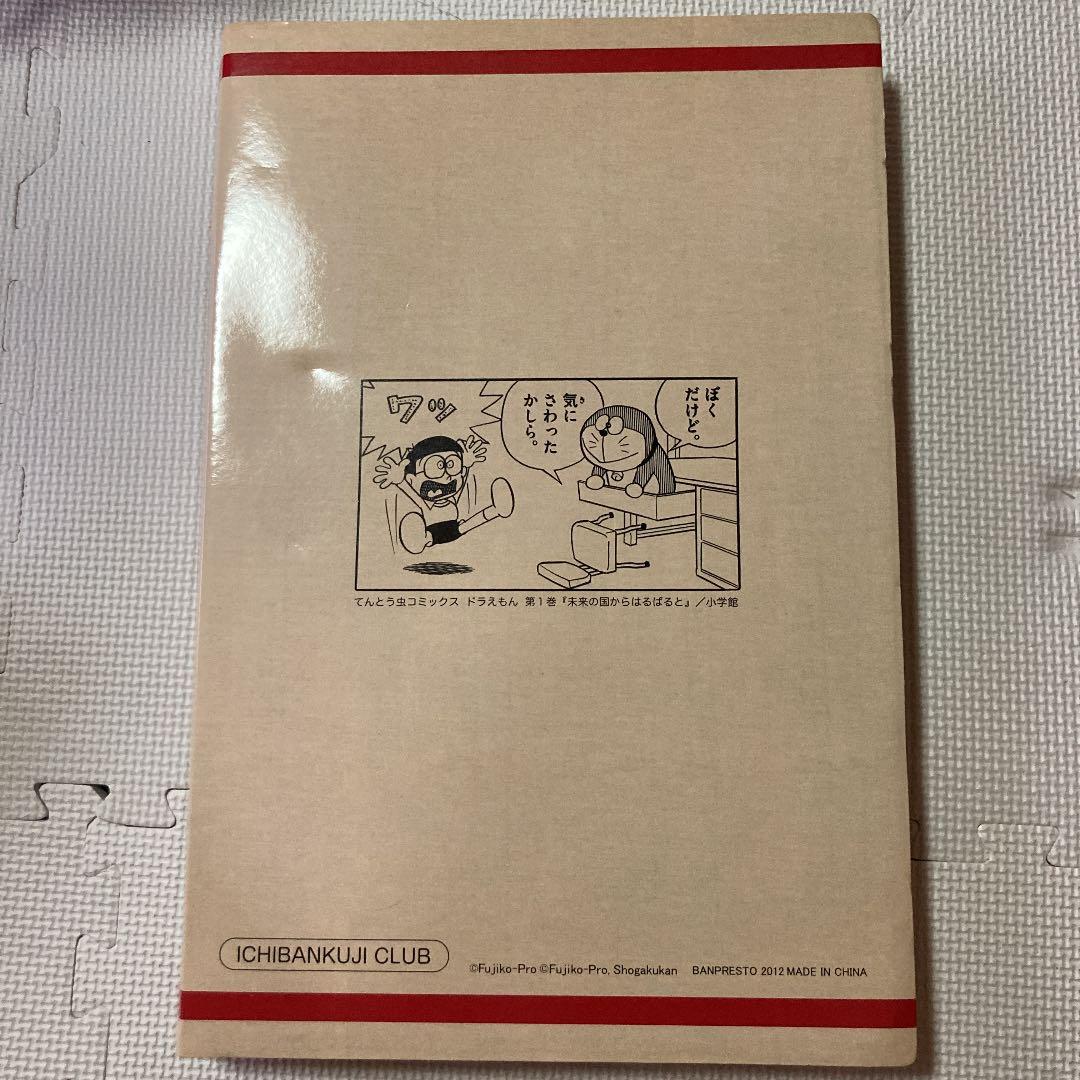 ぼく
だけど。
気に
さわった
かしら。
ワッ
てんとう虫コミックス ドラえもん 第1巻『未来の国からはるばると』／小学館
ICHIBANKUJI CLUB
©Fujiko-Pro ©Fujiko-Pro, Shogakukan BANPRESTO 2012 MADE IN CHINA